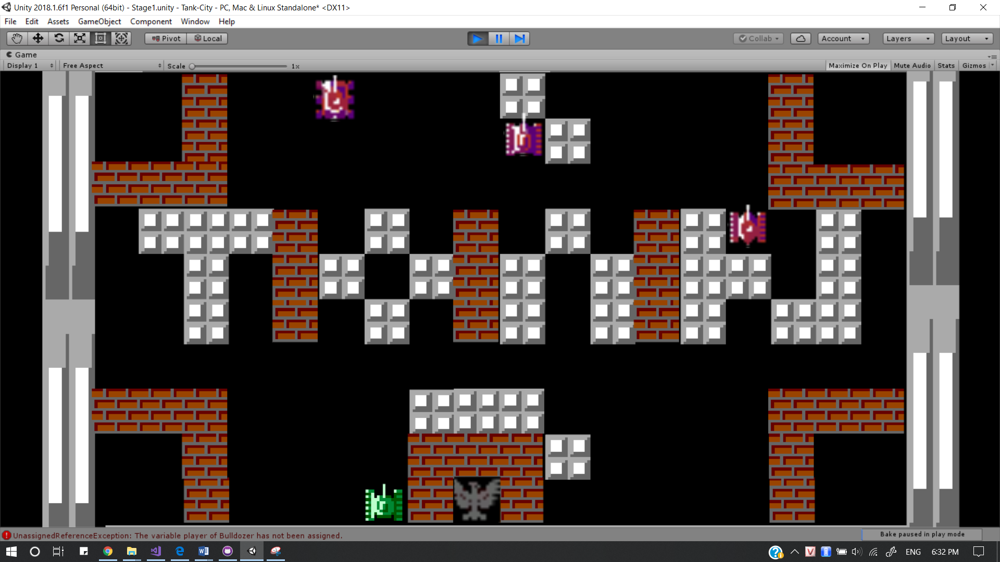 Unity 2018.1.6f1 Personal (64bit) - Stage1.unity - Tank-City - PC, Mac & Linux Standalone* <DX11>
File Edit Assets GameObject Component Window Help
Pivot Local Collab Account Layers Layout
Game
Display 1 Free Aspect Scale 1x Maximize On Play Mute Audio Stats Gizmos
UnassignedReferenceException: The variable player of Bulldozer has not been assigned.
Bake paused in play mode
ENG 6:32 PM